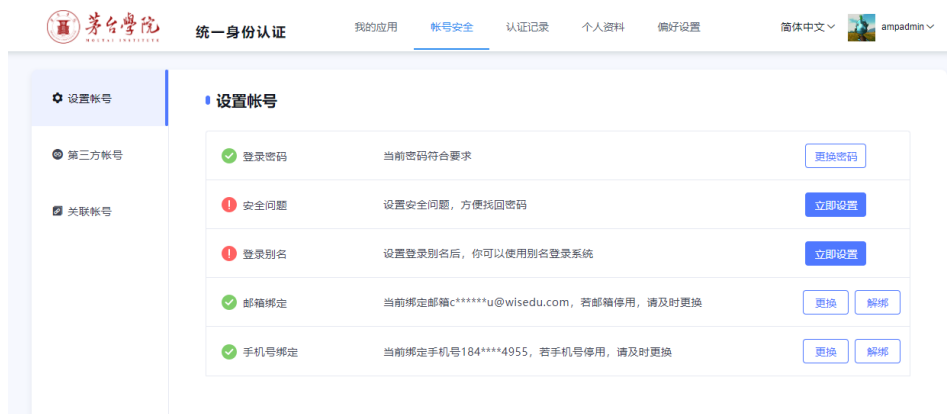 茅台学院
MOUTAI INSTITUTE
统一身份认证
我的应用 帐号安全 认证记录 个人资料 偏好设置 简体中文 ampadmin
设置帐号
第三方帐号
关联帐号
设置帐号
登录密码 当前密码符合要求 更换密码
安全问题 设置安全问题，方便找回密码 立即设置
登录别名 设置登录别名后，你可以使用别名登录系统 立即设置
邮箱绑定 当前绑定邮箱c******u@wisedu.com，若邮箱停用，请及时更换 更换 解绑
手机号绑定 当前绑定手机号184****4955，若手机号停用，请及时更换 更换 解绑